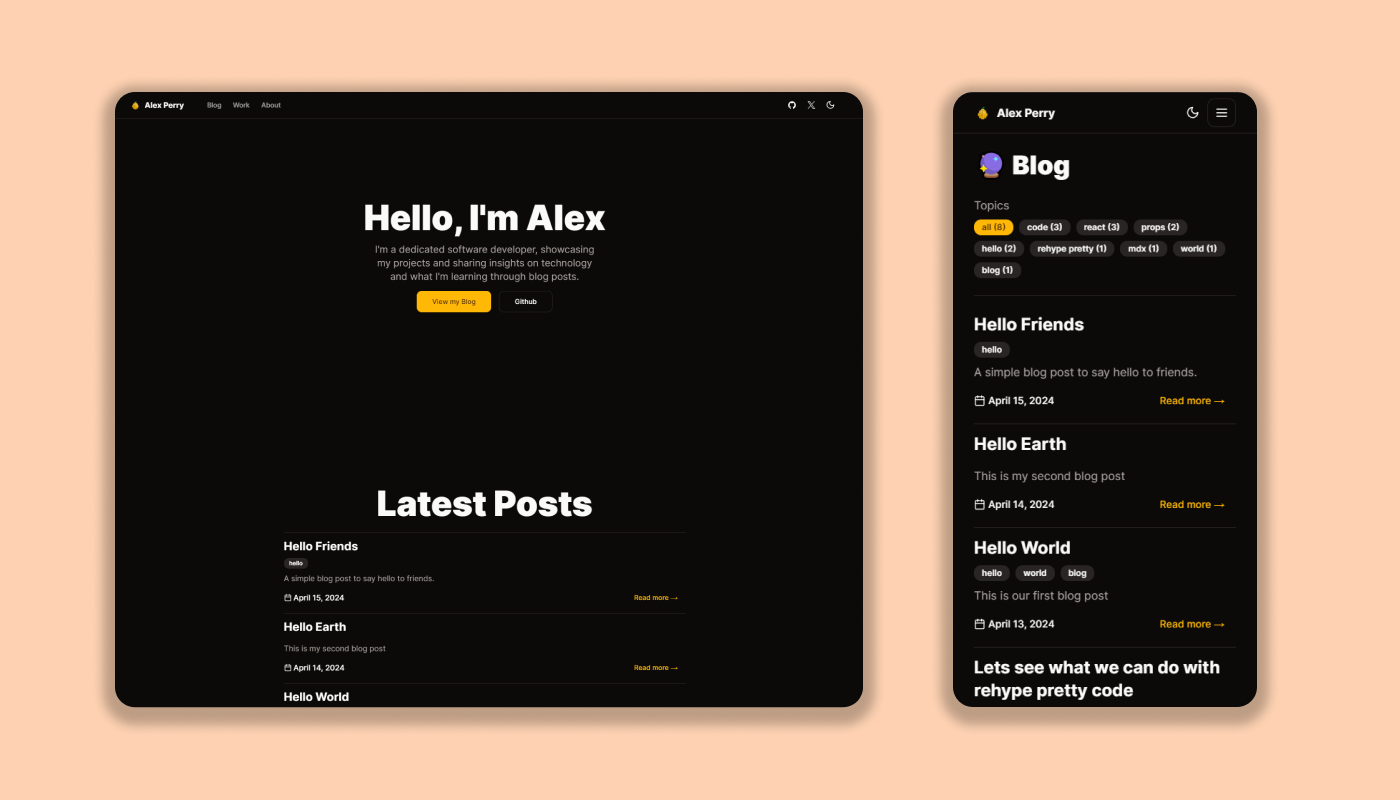 Alex Perry Blog Work About
Hello, I'm Alex
I'm a dedicated software developer, showcasing
my projects and sharing insights on technology
and what I'm learning through blog posts.
View my Blog Github
Latest Posts
Hello Friends
hello
A simple blog post to say hello to friends.
April 15, 2024 Read more →
Hello Earth
This is my second blog post
April 14, 2024 Read more →
Hello World
Alex Perry
Blog
Topics
all (8) code (3) react (3) props (2)
hello (2) rehype pretty (1) mdx (1) world (1)
blog (1)
Hello Friends
hello
A simple blog post to say hello to friends.
April 15, 2024 Read more →
Hello Earth
This is my second blog post
April 14, 2024 Read more →
Hello World
hello world blog
This is our first blog post
April 13, 2024 Read more →
Lets see what we can do with
rehype pretty code